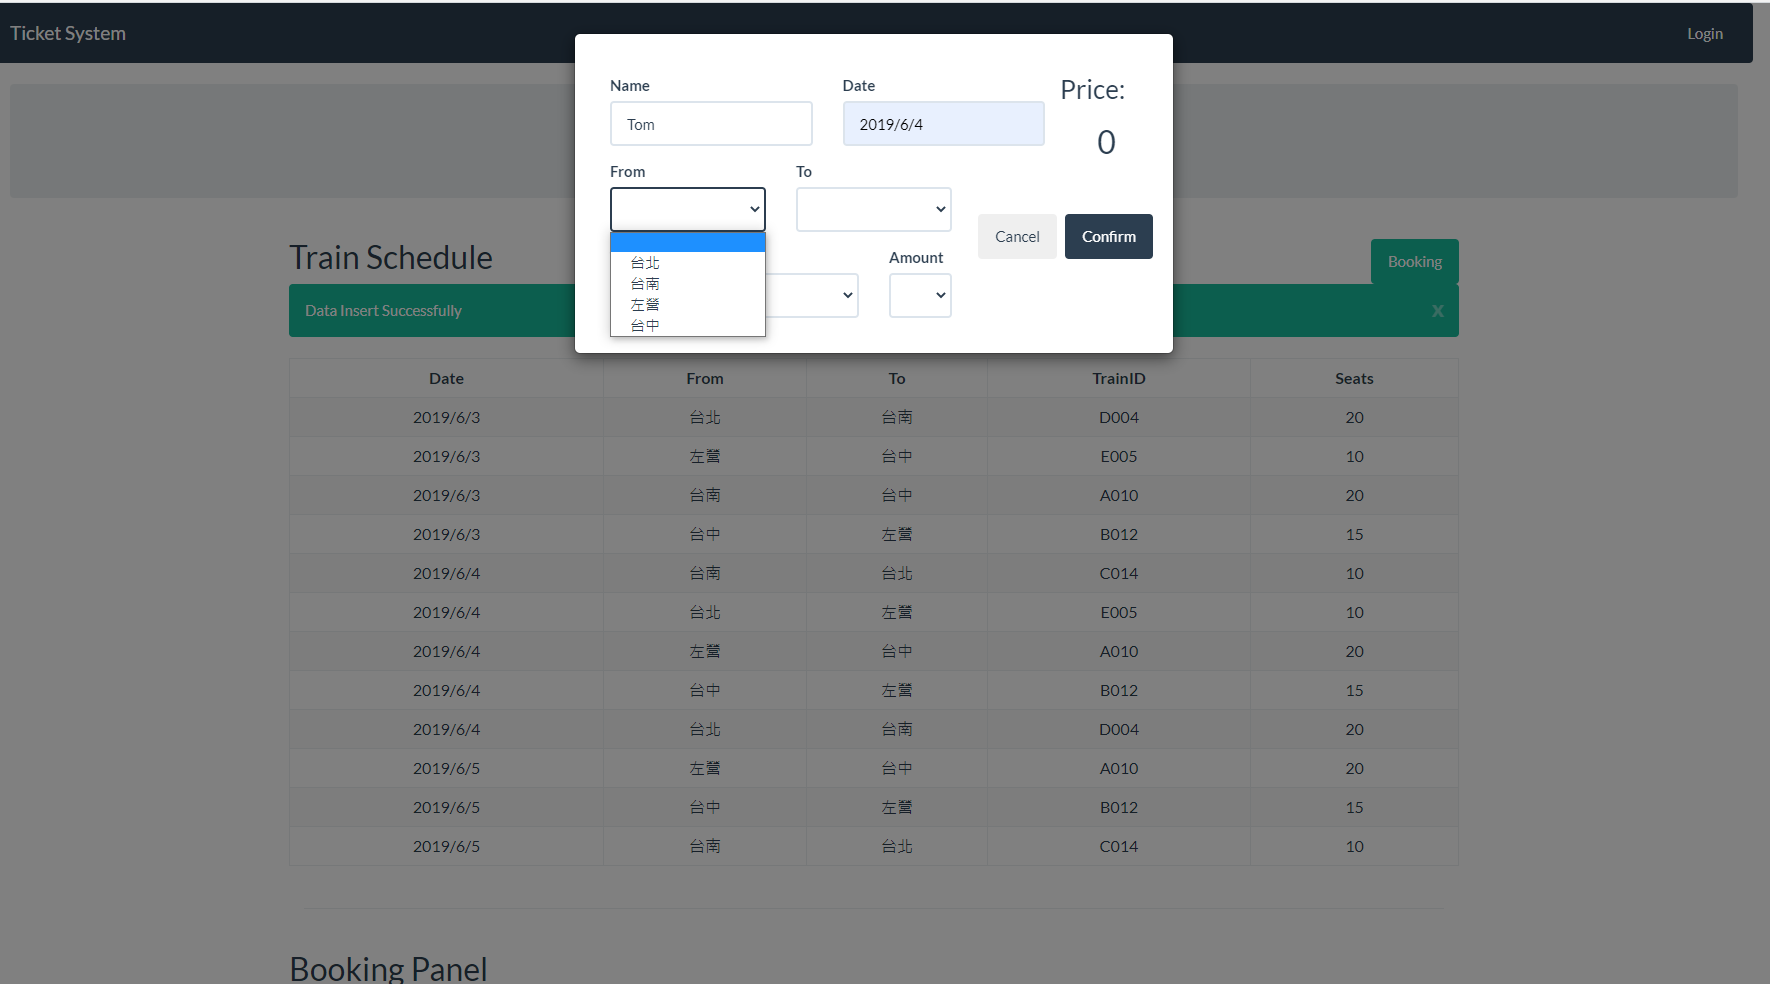 Ticket System
Login
Name
Date
Price:
Tom
2019/6/4
0
From
To
Cancel
Confirm
台北
台南
左營
台中
Amount
Train Schedule
Booking
Data Insert Successfully
x
Date From To TrainID Seats
2019/6/3 台北 台南 D004 20
2019/6/3 左營 台中 E005 10
2019/6/3 台南 台中 A010 20
2019/6/3 台中 左營 B012 15
2019/6/4 台南 台北 C014 10
2019/6/4 台北 左營 E005 10
2019/6/4 左營 台中 A010 20
2019/6/4 台中 左營 B012 15
2019/6/4 台北 台南 D004 20
2019/6/5 左營 台中 A010 20
2019/6/5 台中 左營 B012 15
2019/6/5 台南 台北 C014 10
Booking Panel